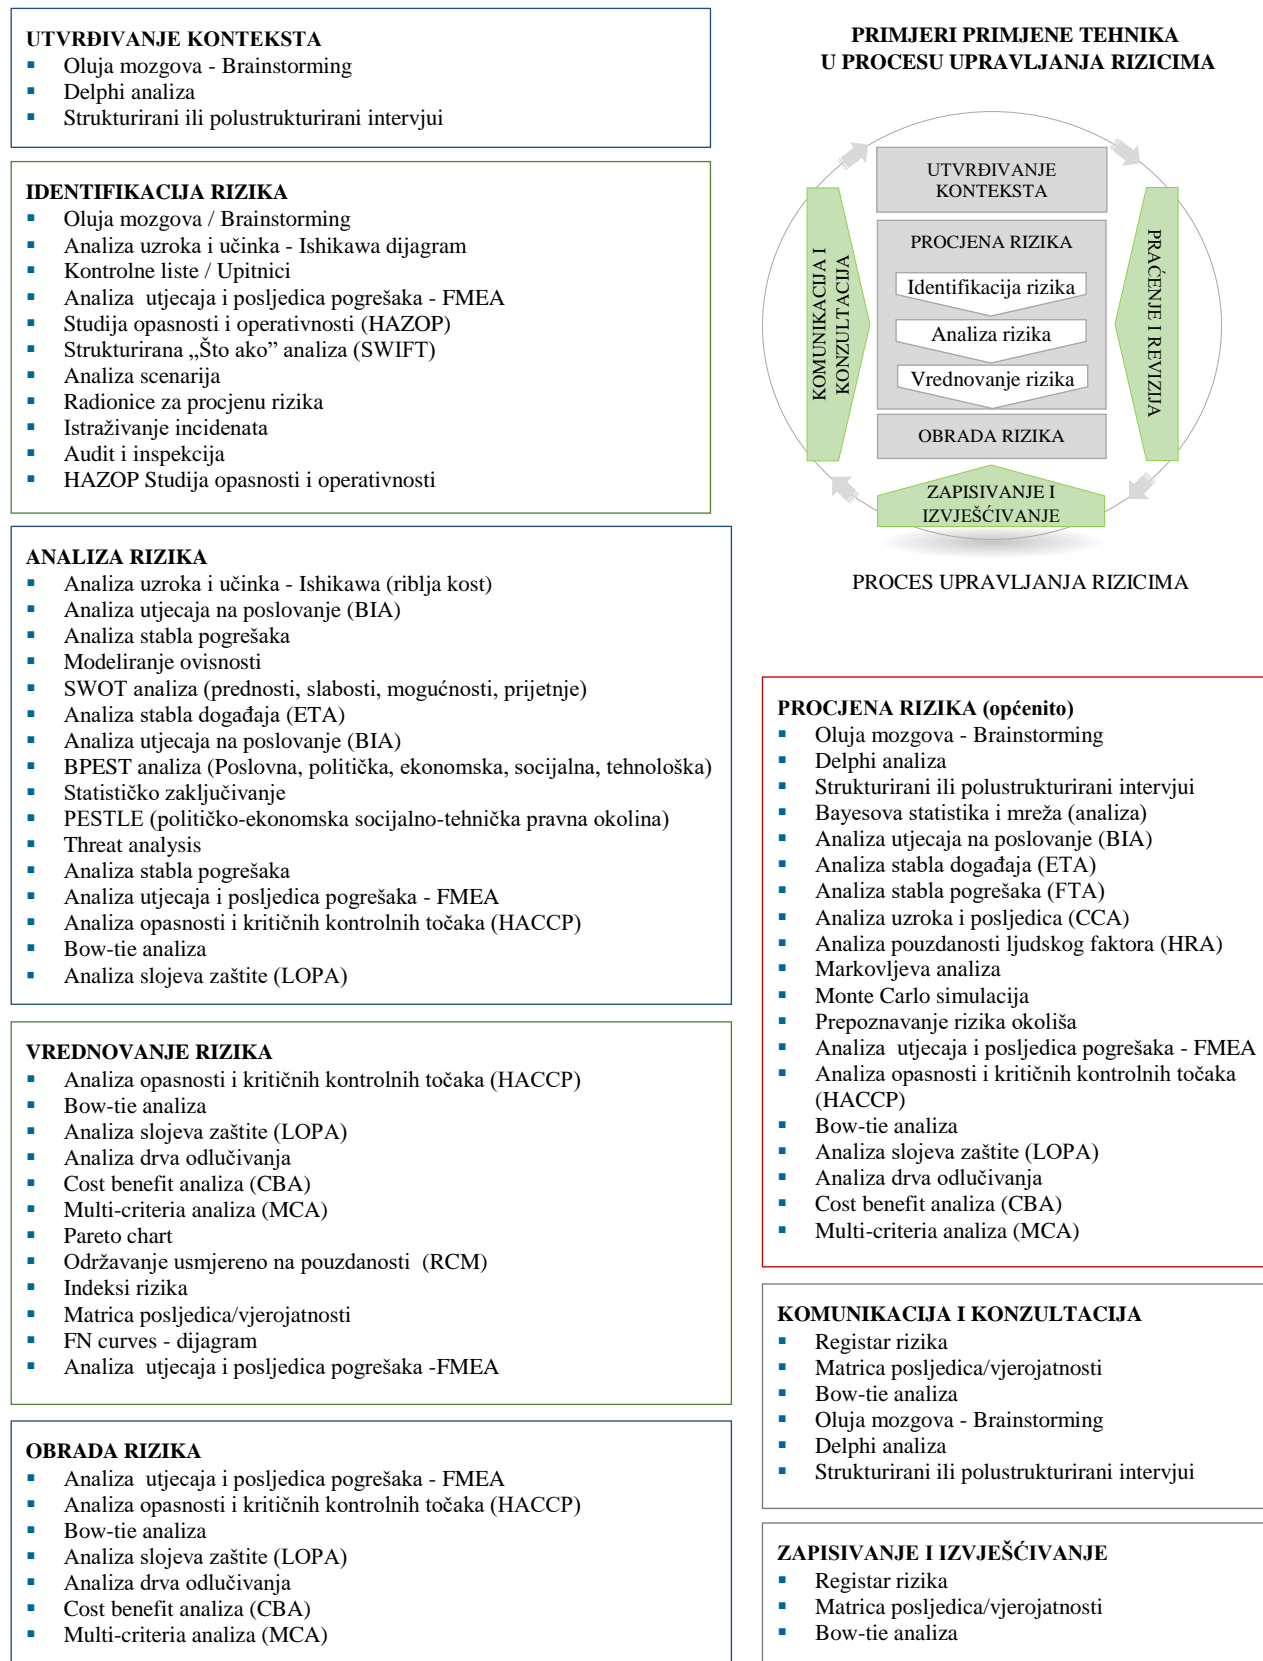 UTVRĐIVANJE KONTEKSTA
Oluja mozgova - Brainstorming
Delphi analiza
Strukturirani ili polustrukturirani intervjui
IDENTIFIKACIJA RIZIKA
Oluja mozgova / Brainstorming
Analiza uzroka i učinka - Ishikawa dijagram
Kontrolne liste / Upitnici
Analiza utjecaja i posljedica pogrešaka - FMEA
Studija opasnosti i operativnosti (HAZOP)
Strukturirana „Što ako” analiza (SWIFT)
Analiza scenarija
Radionice za procjenu rizika
Istraživanje incidenata
Audit i inspekcija
HAZOP Studija opasnosti i operativnosti
ANALIZA RIZIKA
Analiza uzroka i učinka - Ishikawa (riblja kost)
Analiza utjecaja na poslovanje (BIA)
Analiza stabla pogrešaka
Modeliranje ovisnosti
SWOT analiza (prednosti, slabosti, mogućnosti, prijetnje)
Analiza stabla događaja (ETA)
Analiza utjecaja na poslovanje (BIA)
BPEST analiza (Poslovna, politička, ekonomska, socijalna, tehnološka)
Statističko zaključivanje
PESTLE (političko-ekonomska socijalno-tehnička pravna okolina)
Threat analysis
Analiza stabla pogrešaka
Analiza utjecaja i posljedica pogrešaka - FMEA
Analiza opasnosti i kritičnih kontrolnih točaka (HACCP)
Bow-tie analiza
Analiza slojeva zaštite (LOPA)
VREDNOVANJE RIZIKA
Analiza opasnosti i kritičnih kontrolnih točaka (HACCP)
Bow-tie analiza
Analiza slojeva zaštite (LOPA)
Analiza drva odlučivanja
Cost benefit analiza (CBA)
Multi-criteria analiza (MCA)
Pareto chart
Održavanje usmjereno na pouzdanosti (RCM)
Indeksi rizika
Matrica posljedica/vjerojatnosti
FN curves - dijagram
Analiza utjecaja i posljedica pogrešaka -FMEA
OBRADA RIZIKA
Analiza utjecaja i posljedica pogrešaka - FMEA
Analiza opasnosti i kritičnih kontrolnih točaka (HACCP)
Bow-tie analiza
Analiza slojeva zaštite (LOPA)
Analiza drva odlučivanja
Cost benefit analiza (CBA)
Multi-criteria analiza (MCA)
PRIMJERI PRIMJENE TEHNIKA
U PROCESU UPRAVLJANJA RIZICIMA
UTVRĐIVANJE
KONTEKSTA
PROCJENA RIZIKA
Identifikacija rizika
Analiza rizika
Vrednovanje rizika
OBRADA RIZIKA
KOMUNIKACIJA I
KONZULTACIJA
PRAĆENJE I REVIZIJA
ZAPISIVANJE I
IZVJEŠĆIVANJE
PROCES UPRAVLJANJA RIZICIMA
PROCJENA RIZIKA (općenito)
Oluja mozgova - Brainstorming
Delphi analiza
Strukturirani ili polustrukturirani intervjui
Bayesova statistika i mreža (analiza)
Analiza utjecaja na poslovanje (BIA)
Analiza stabla događaja (ETA)
Analiza stabla pogrešaka (FTA)
Analiza uzroka i posljedica (CCA)
Analiza pouzdanosti ljudskog faktora (HRA)
Markovljeva analiza
Monte Carlo simulacija
Prepoznavanje rizika okoliša
Analiza utjecaja i posljedica pogrešaka - FMEA
Analiza opasnosti i kritičnih kontrolnih točaka
(HACCP)
Bow-tie analiza
Analiza slojeva zaštite (LOPA)
Analiza drva odlučivanja
Cost benefit analiza (CBA)
Multi-criteria analiza (MCA)
KOMUNIKACIJA I KONZULTACIJA
Registar rizika
Matrica posljedica/vjerojatnosti
Bow-tie analiza
Oluja mozgova - Brainstorming
Delphi analiza
Strukturirani ili polustrukturirani intervjui
ZAPISIVANJE I IZVJEŠĆIVANJE
Registar rizika
Matrica posljedica/vjerojatnosti
Bow-tie analiza